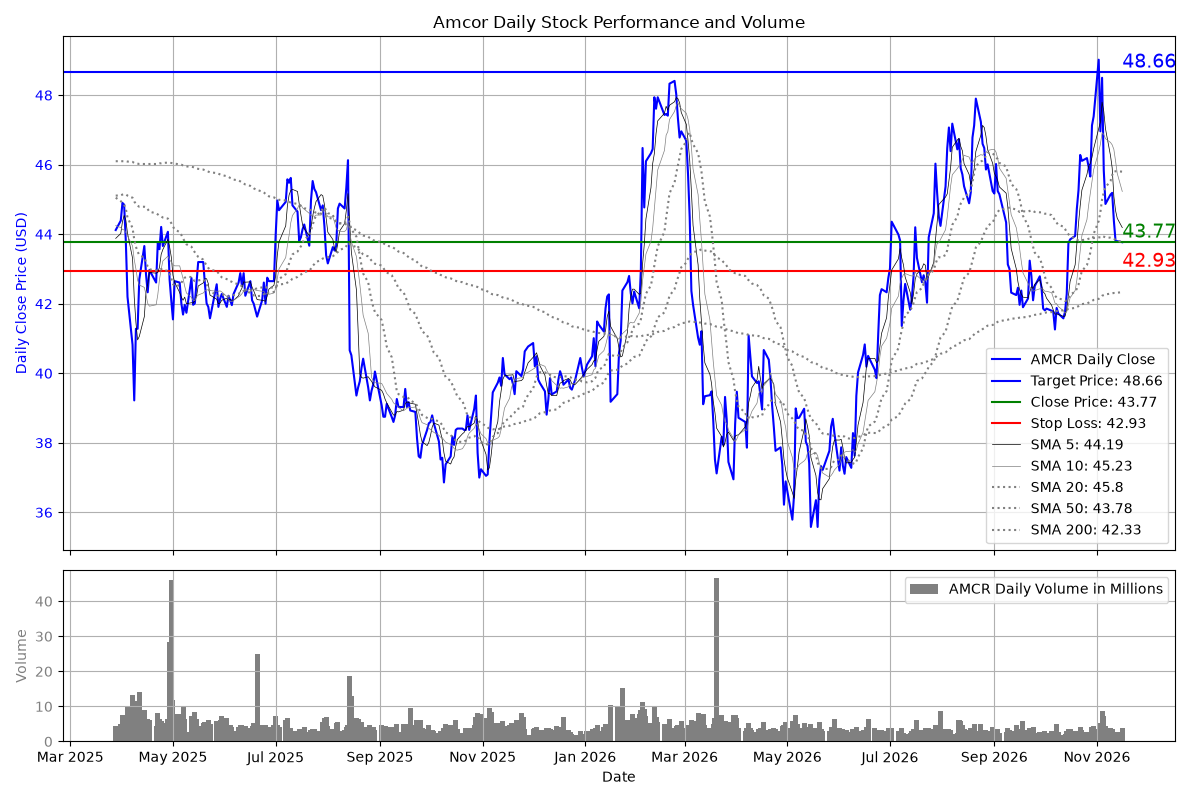 Amcor Daily Stock Performance and Volume
Daily Close Price (USD)
48
46
44
42
40
38
36
48.66
43.77
42.93
AMCR Daily Close
Target Price: 48.66
Close Price: 43.77
Stop Loss: 42.93
SMA 5: 44.19
SMA 10: 45.23
SMA 20: 45.8
SMA 50: 43.78
SMA 200: 42.33
Volume
40
30
20
10
0
AMCR Daily Volume in Millions
Mar 2025 May 2025 Jul 2025 Sep 2025 Nov 2025 Jan 2026 Mar 2026 May 2026 Jul 2026 Sep 2026 Nov 2026
Date